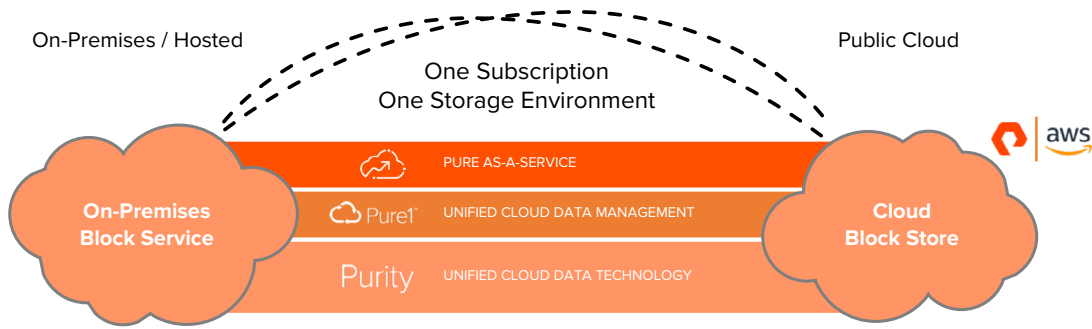 On-Premises / Hosted
Public Cloud
One Subscription
One Storage Environment
aws
PURE AS-A-SERVICE
On-Premises
Block Service
Pure1™ UNIFIED CLOUD DATA MANAGEMENT
Cloud
Block Store
Purity UNIFIED CLOUD DATA TECHNOLOGY